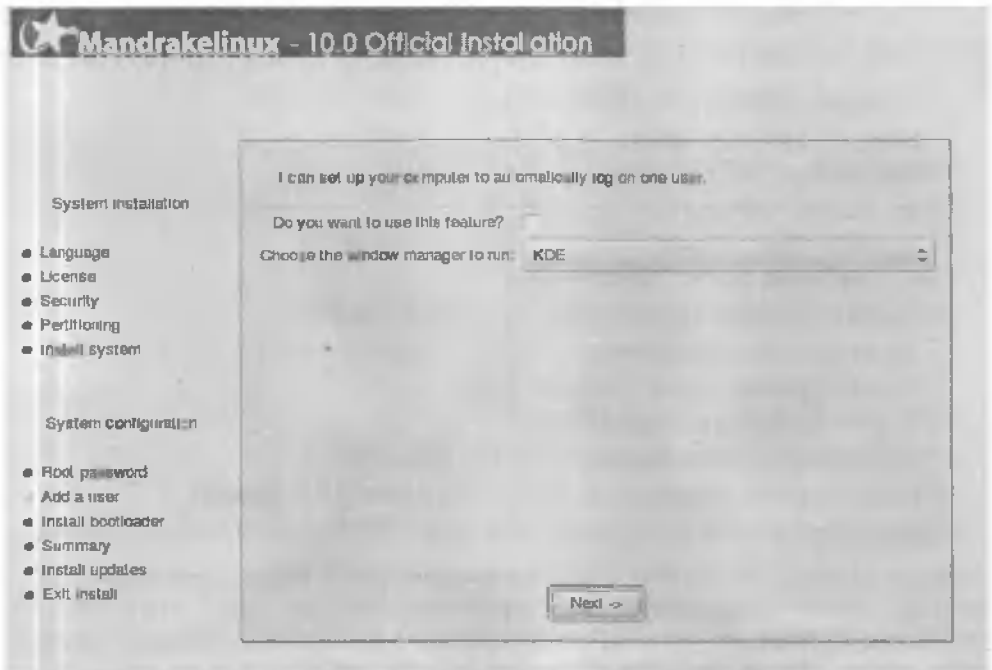 Mandrakelinux - 10.0 Official Installation
I can set up your computer to automatically log on one user.
Do you want to use this feature?
Choose the window manager to run: KDE
System installation
Language
License
Security
Partitioning
Install system
System configuration
Root password
Add a user
Install bootloader
Summary
Install updates
Exit install
Next ->